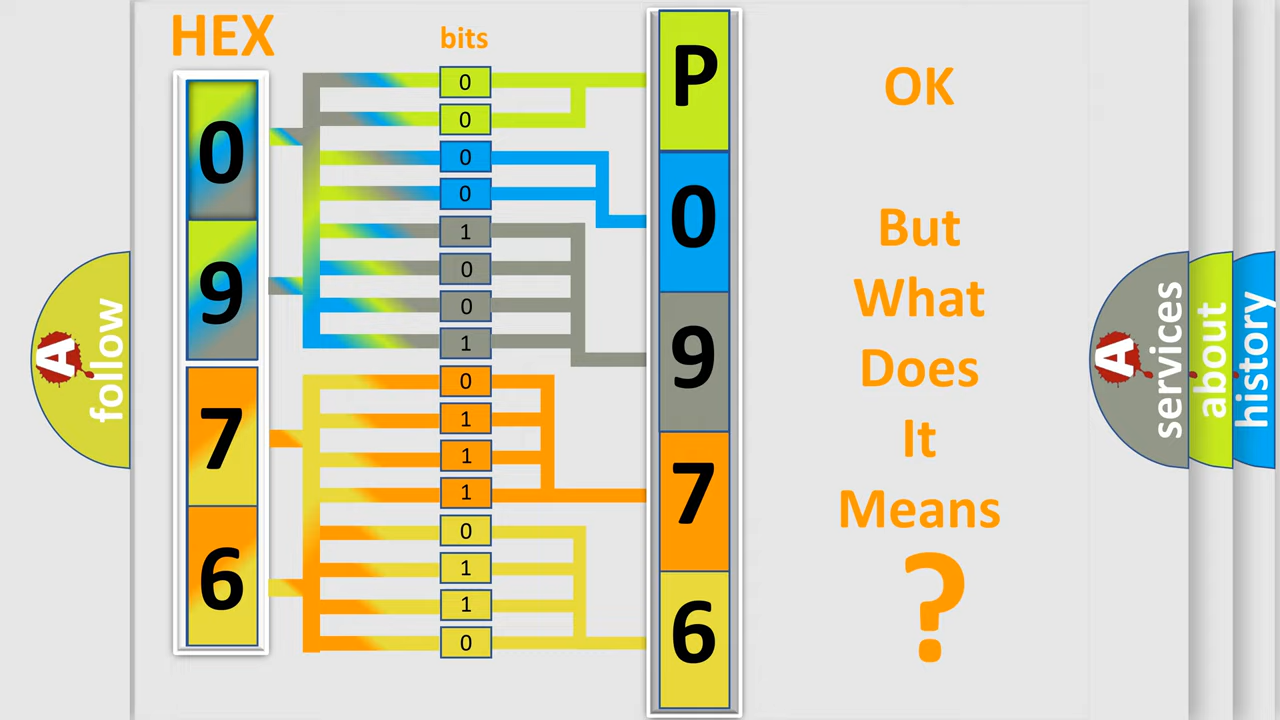 HEX
bits
0
9
7
6
0
0
0
0
1
0
0
1
0
1
1
1
0
1
1
0
P
0
9
7
6
OK
But
What
Does
It
Means
?
A
follow
A
services
about
history